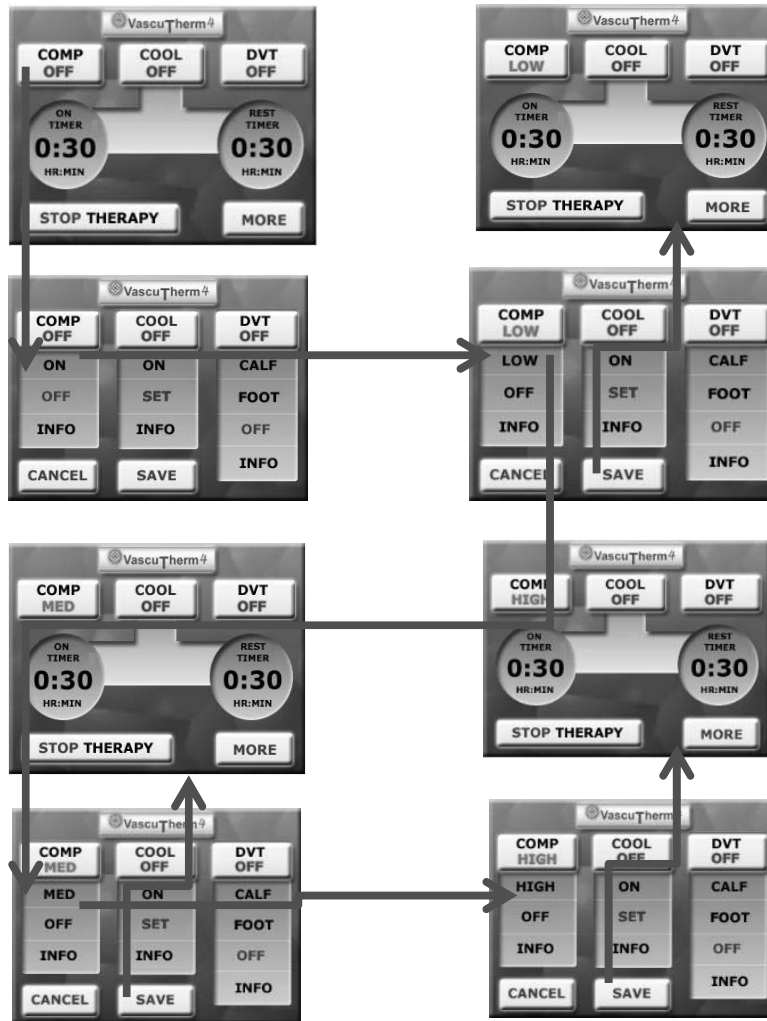 VascuTherm4
COMP OFF COOL OFF DVT OFF
ON TIMER 0:30 HR:MIN REST TIMER 0:30 HR:MIN
STOP THERAPY MORE
VascuTherm4
COMP LOW COOL OFF DVT OFF
ON TIMER 0:30 HR:MIN REST TIMER 0:30 HR:MIN
STOP THERAPY MORE
VascuTherm4
COMP OFF COOL OFF DVT OFF
ON ON CALF
OFF SET FOOT
INFO INFO OFF
CANCEL SAVE INFO
VascuTherm4
COMP LOW COOL OFF DVT OFF
LOW ON CALF
OFF SET FOOT
INFO INFO OFF
CANCEL SAVE INFO
VascuTherm4
COMP MED COOL OFF DVT OFF
ON TIMER 0:30 HR:MIN REST TIMER 0:30 HR:MIN
STOP THERAPY MORE
VascuTherm4
COMP HIGH COOL OFF DVT OFF
ON TIMER 0:30 HR:MIN REST TIMER 0:30 HR:MIN
STOP THERAPY MORE
VascuTherm4
COMP MED COOL OFF DVT OFF
MED ON CALF
OFF SET FOOT
INFO INFO OFF
CANCEL SAVE INFO
VascuTherm4
COMP HIGH COOL OFF DVT OFF
HIGH ON CALF
OFF SET FOOT
INFO INFO OFF
CANCEL SAVE INFO